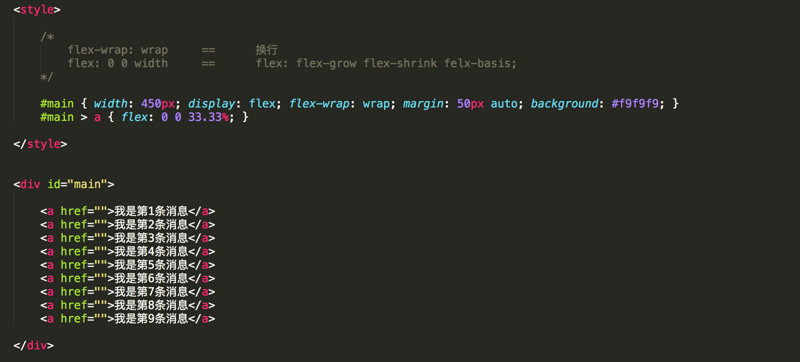 <style>
/*
flex-wrap: wrap == 换行
flex: 0 0 width == flex: flex-grow flex-shrink felx-basis;
*/
#main { width: 450px; display: flex; flex-wrap: wrap; margin: 50px auto; background: #f9f9f9; }
#main > a { flex: 0 0 33.33%; }
</style>
<div id="main">
<a href="">我是第1条消息</a>
<a href="">我是第2条消息</a>
<a href="">我是第3条消息</a>
<a href="">我是第4条消息</a>
<a href="">我是第5条消息</a>
<a href="">我是第6条消息</a>
<a href="">我是第7条消息</a>
<a href="">我是第8条消息</a>
<a href="">我是第9条消息</a>
</div>